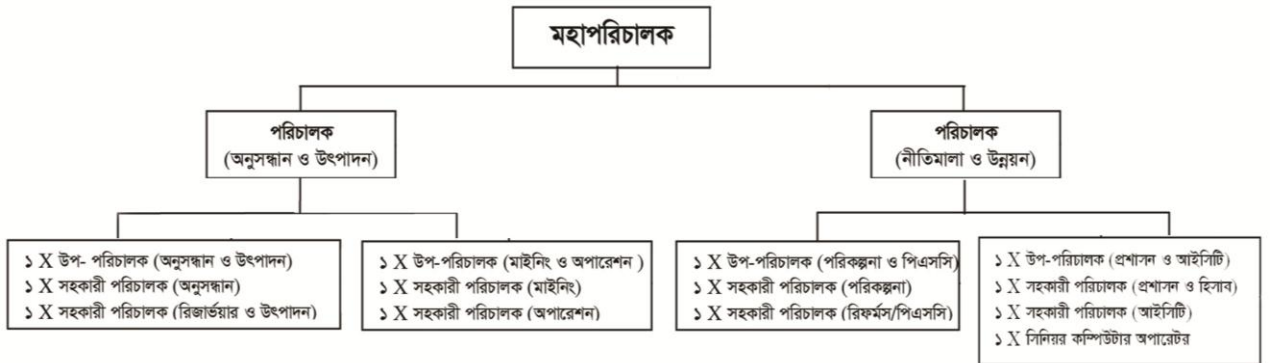 মহাপরিচালক
পরিচালক
(অনুসন্ধান ও উৎপাদন)
পরিচালক
(নীতিমালা ও উন্নয়ন)
১ X উপ- পরিচালক (অনুসন্ধান ও উৎপাদন)
১ X সহকারী পরিচালক (অনুসন্ধান)
১ X সহকারী পরিচালক (রিজার্ভয়ার ও উৎপাদন)
১ X উপ-পরিচালক (মাইনিং ও অপারেশন )
১ X সহকারী পরিচালক (মাইনিং)
১ X সহকারী পরিচালক (অপারেশন)
১ X উপ-পরিচালক (পরিকল্পনা ও পিএসসি)
১ X সহকারী পরিচালক (পরিকল্পনা)
১ X সহকারী পরিচালক (রিফর্মস/পিএসসি)
১ X উপ-পরিচালক (প্রশাসন ও আইসিটি)
১ X সহকারী পরিচালক (প্রশাসন ও হিসাব)
১ X সহকারী পরিচালক (আইসিটি)
১ X সিনিয়র কম্পিউটার অপারেটর